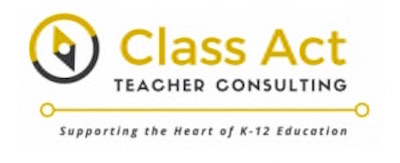 Class Act
TEACHER CONSULTING
Supporting the Heart of K-12 Education